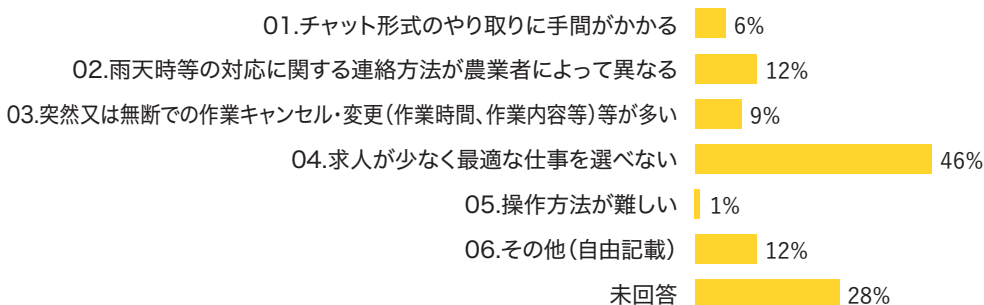 01.チャット形式のやり取りに手間がかかる 6%
02.雨天時等の対応に関する連絡方法が農業者によって異なる 12%
03.突然又は無断での作業キャンセル・変更（作業時間、作業内容等）等が多い 9%
04.求人が少なく最適な仕事を選べない 46%
05.操作方法が難しい 1%
06.その他（自由記載） 12%
未回答 28%